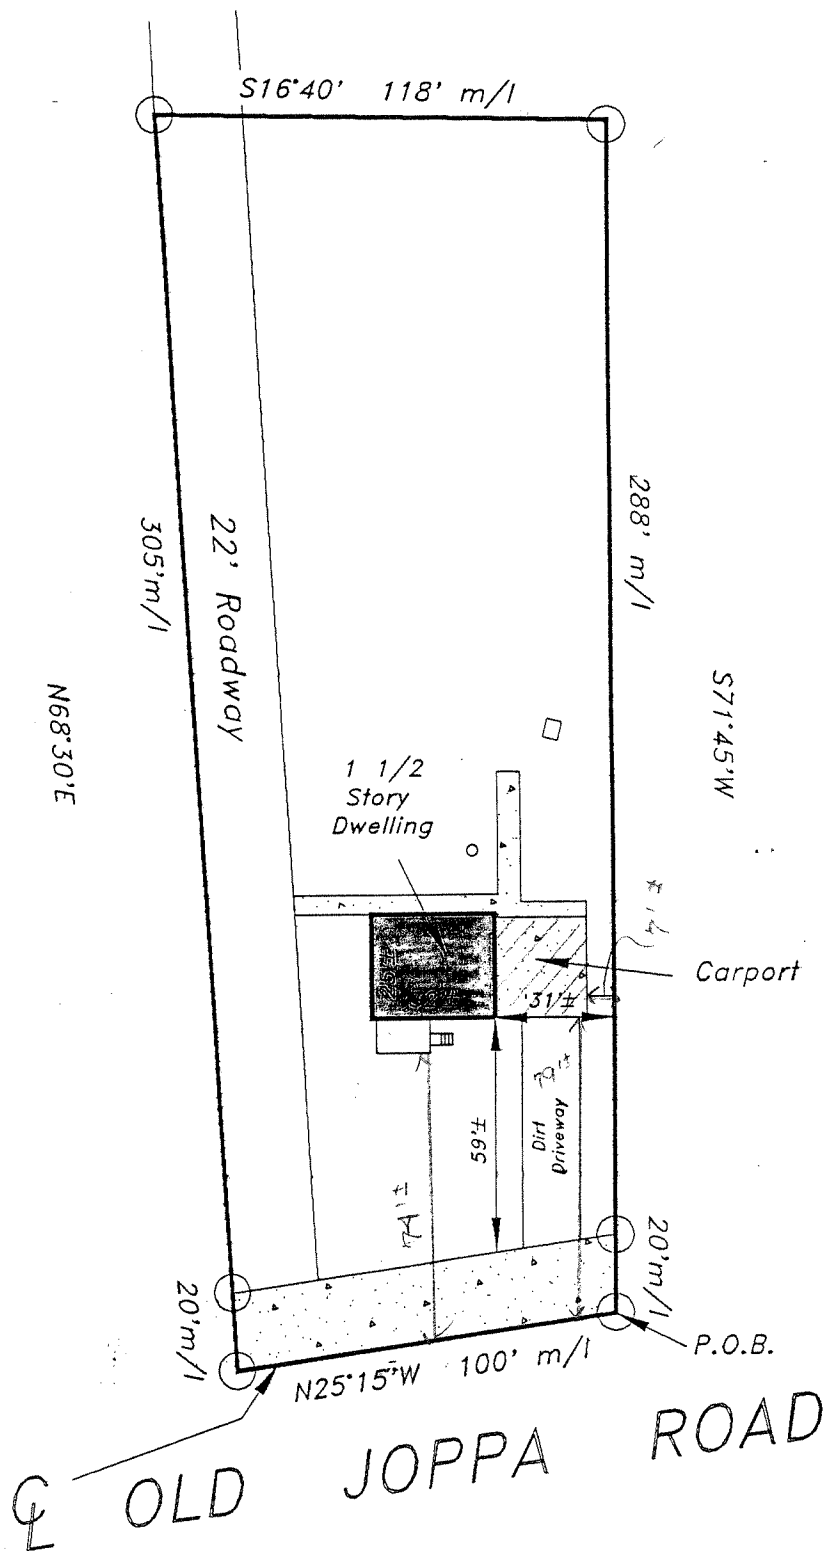 S16°40' 118' m/l
288' m/l
305'm/l
22' Roadway
N68°30'E
S71°45'W
1 1/2
Story
Dwelling
Carport
31'±
59'±
Dirt
Driveway
74'±
20'm/l
20'm/l
P.O.B.
N25°15'W 100' m/l
OLD JOPPA ROAD